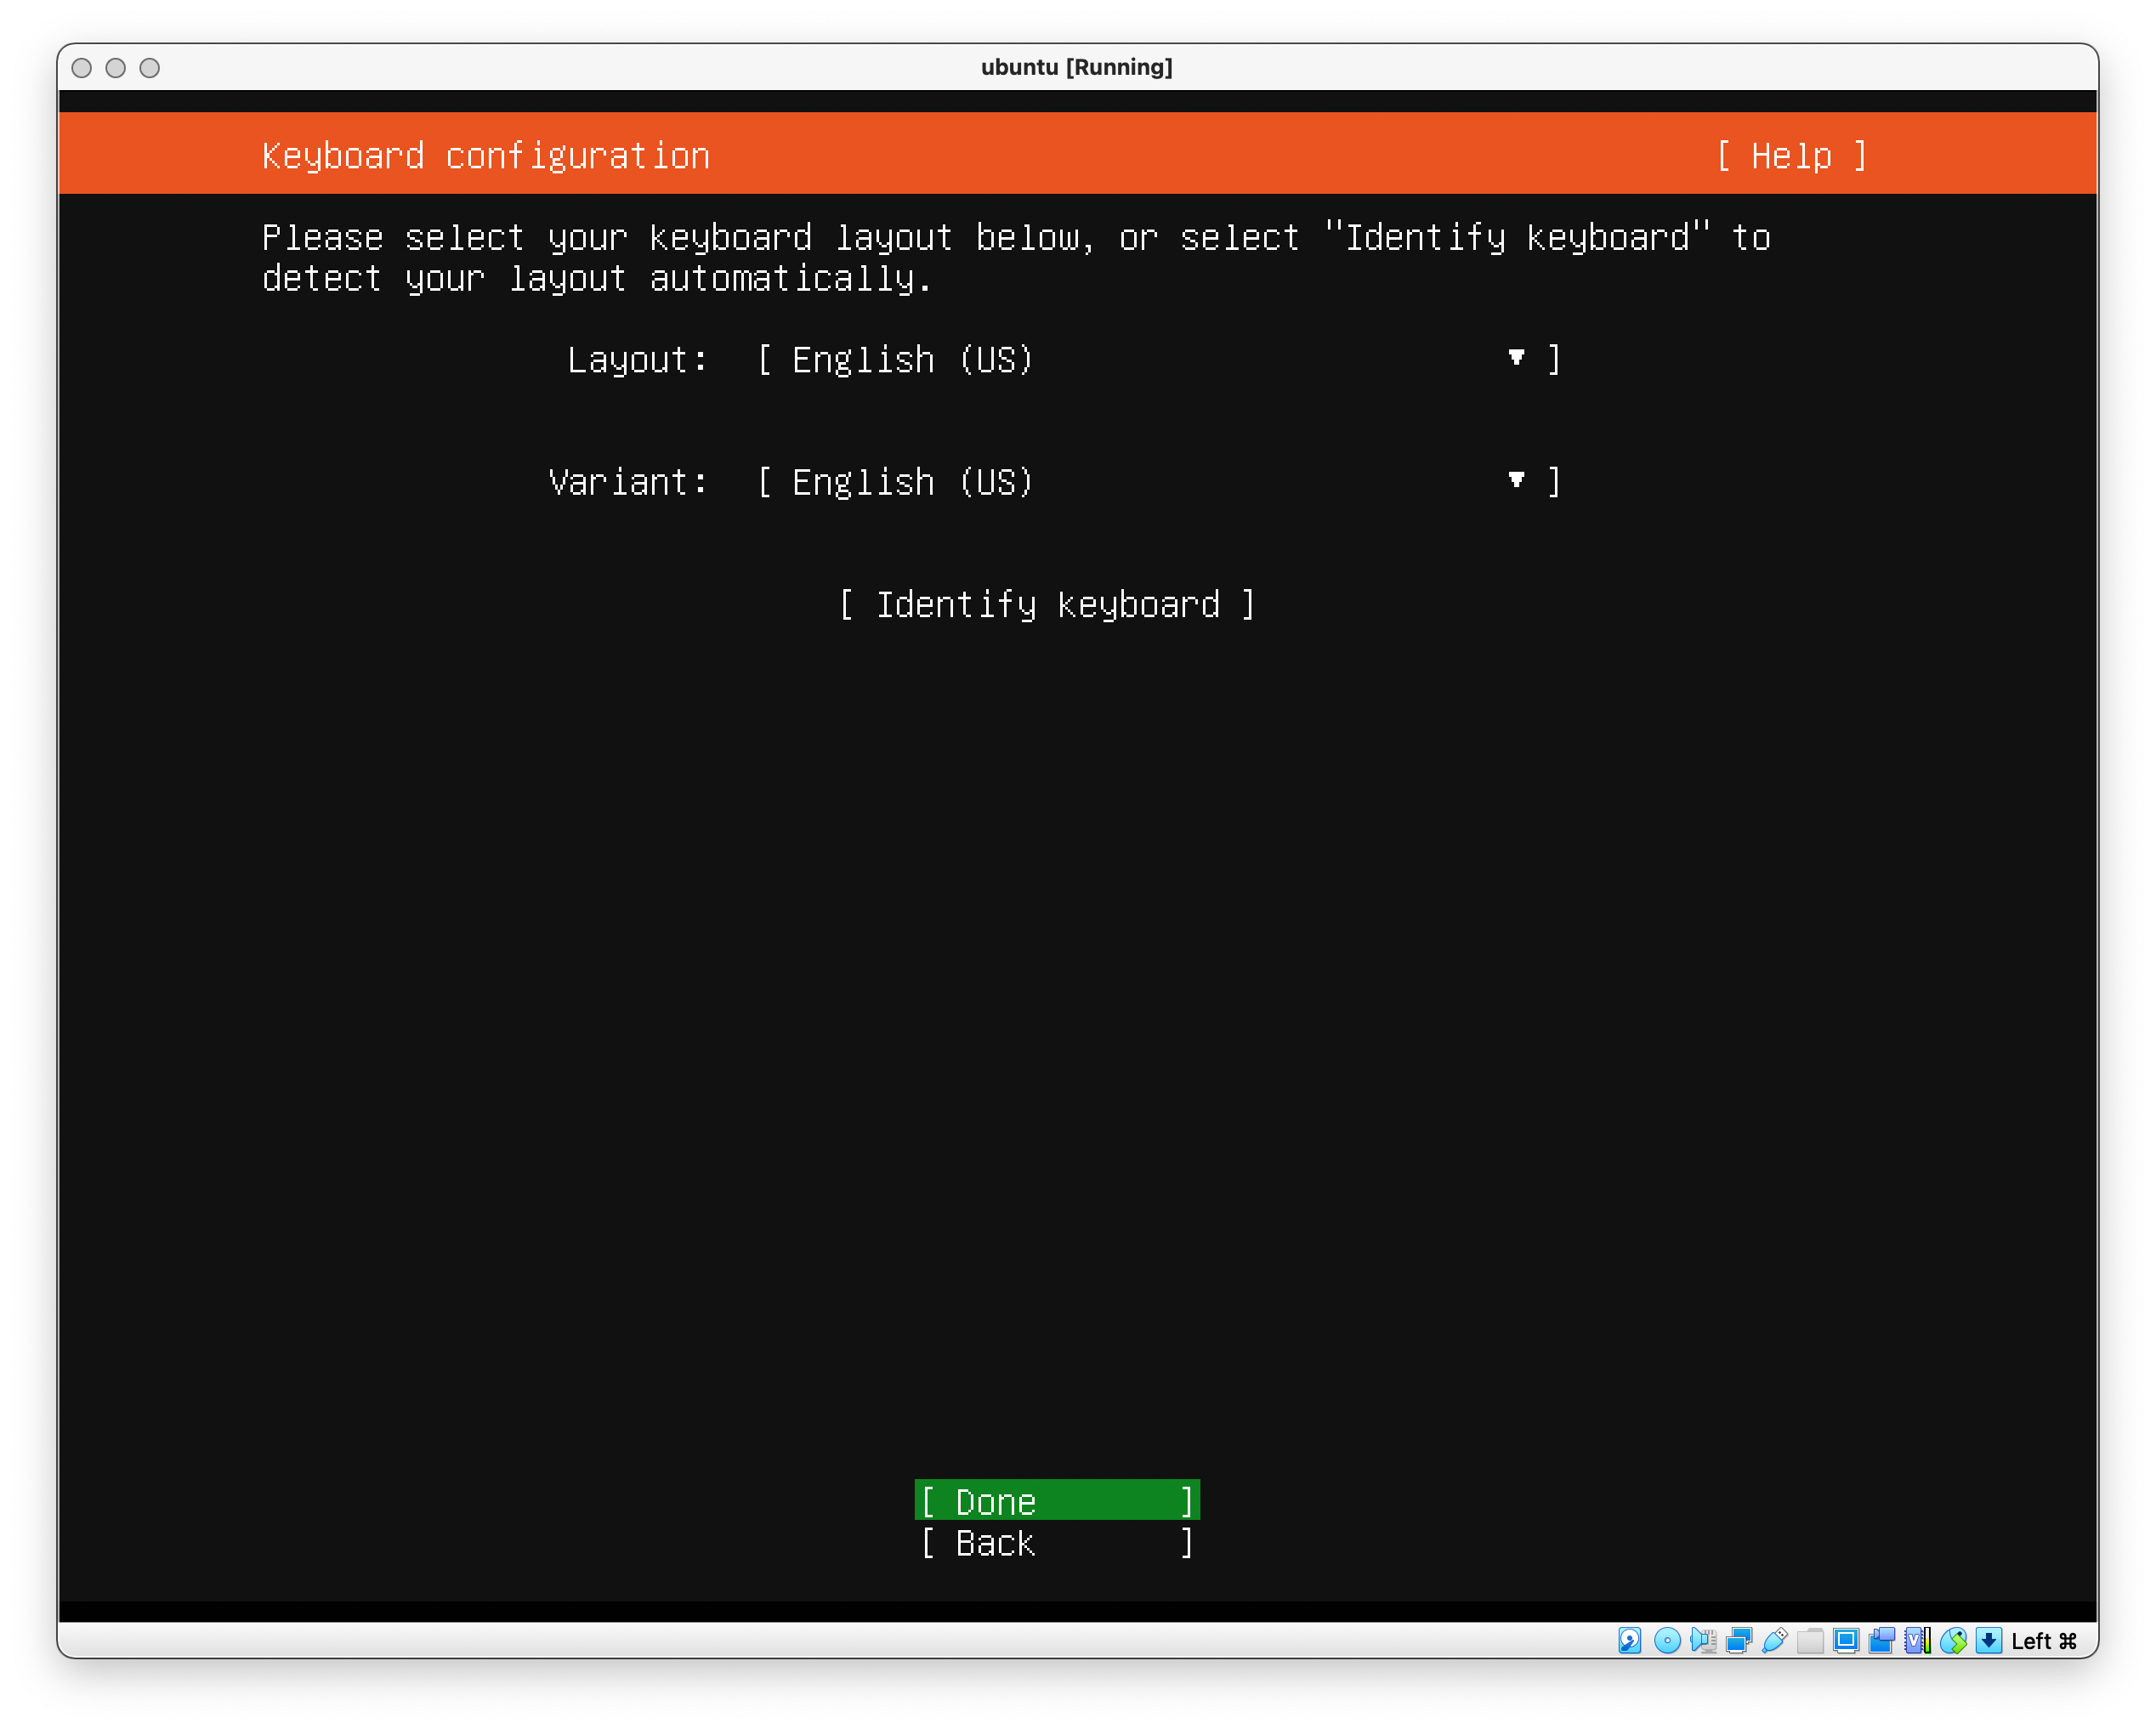 ubuntu [Running]
Keyboard configuration [ Help ]
Please select your keyboard layout below, or select "Identify keyboard" to
detect your layout automatically.
Layout: [ English (US) ▾ ]
Variant: [ English (US) ▾ ]
[ Identify keyboard ]
[ Done ]
[ Back ]
Left ⌘